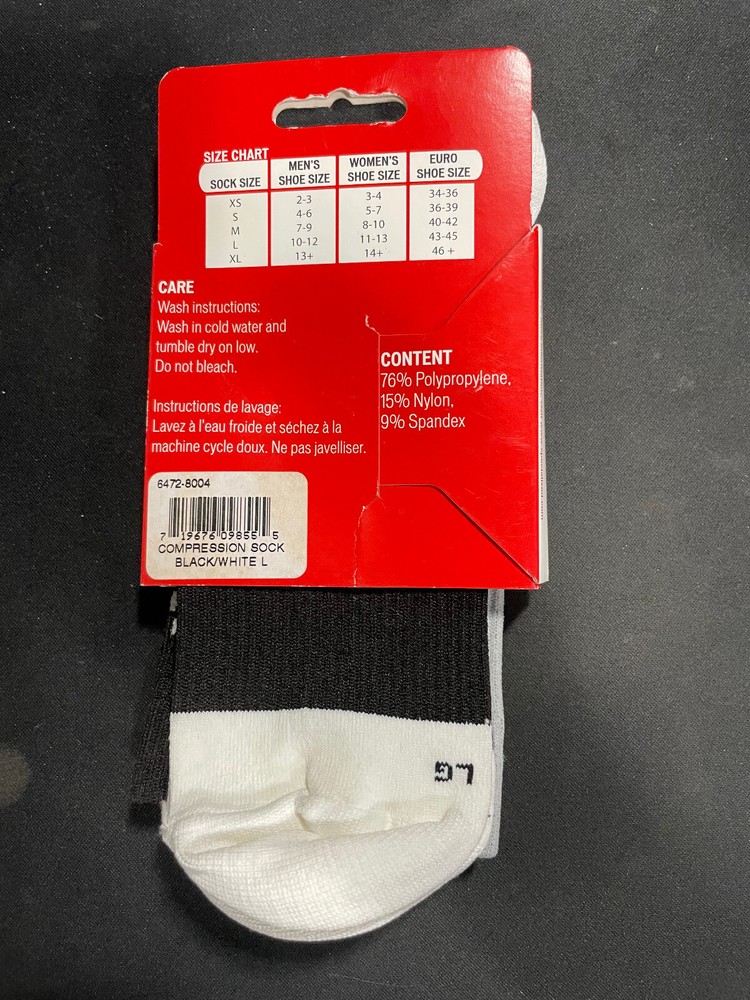 SIZE CHART
SOCK SIZE MEN'S SHOE SIZE WOMEN'S SHOE SIZE EURO SHOE SIZE
XS 2-3 3-4 34-36
S 4-6 5-7 36-39
M 7-9 8-10 40-42
L 10-12 11-13 43-45
XL 13+ 14+ 46 +
CARE
Wash instructions:
Wash in cold water and
tumble dry on low.
Do not bleach.
Instructions de lavage:
Lavez à l'eau froide et séchez à la
machine cycle doux. Ne pas javelliser.
CONTENT
76% Polypropylene,
15% Nylon,
9% Spandex
6472-8004
7 19676 09855 5
COMPRESSION SOCK
BLACK/WHITE L
LG